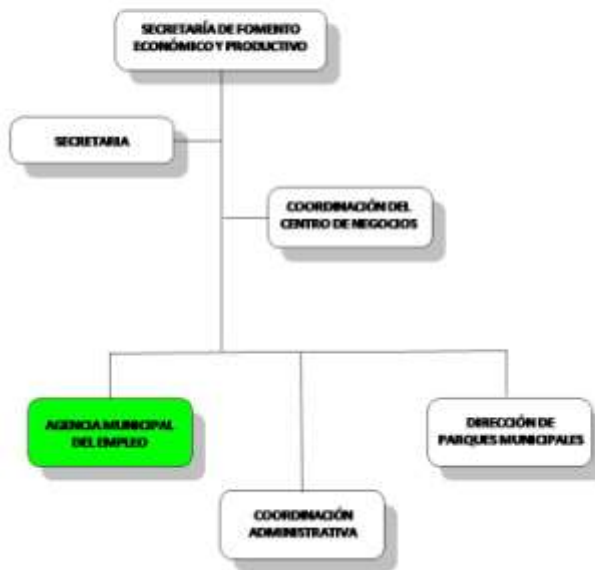 SECRETARÍA DE FOMENTO
ECONÓMICO Y PRODUCTIVO
SECRETARIA
COORDINACIÓN DEL
CENTRO DE NEGOCIOS
AGENCIA MUNICIPAL
DEL EMPLEO
DIRECCIÓN DE
PARQUES MUNICIPALES
COORDINACIÓN
ADMINISTRATIVA